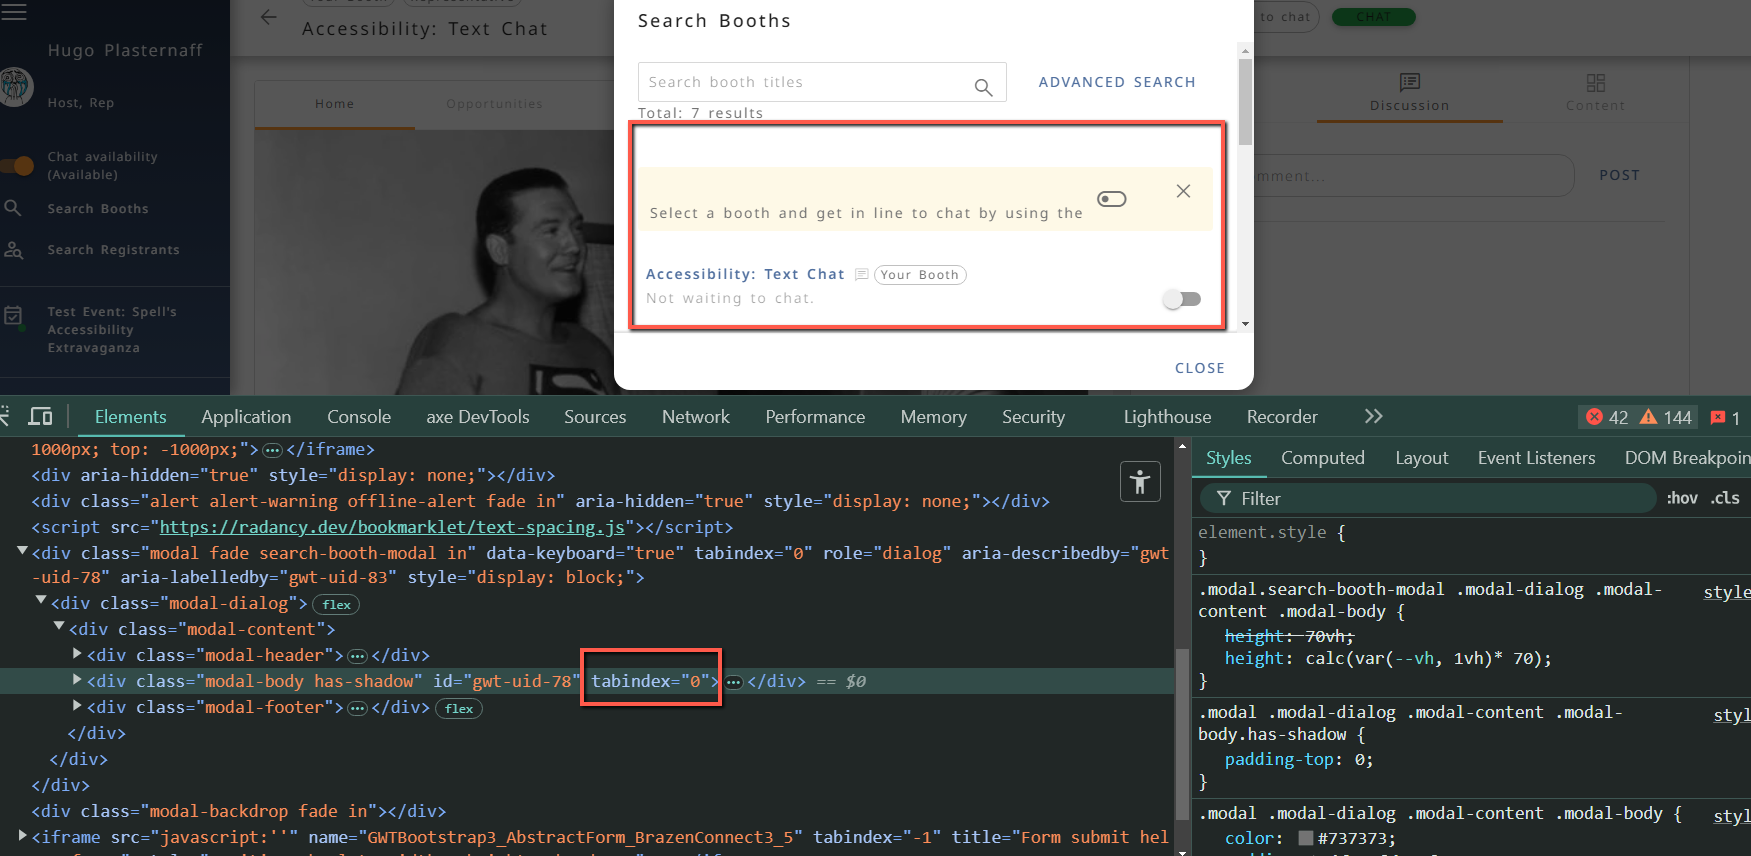 Your Booth
Representative
Accessibility: Text Chat
Hugo Plasternaff
Host, Rep
Chat availability
(Available)
Search Booths
Search Registrants
Test Event: Spell's
Accessibility
Extravaganza
Home
Opportunities
Search Booths
Search booth titles
ADVANCED SEARCH
Total: 7 results
Select a booth and get in line to chat by using the
Accessibility: Text Chat
Your Booth
Not waiting to chat.
CLOSE
to chat
CHAT
Discussion
Content
mment...
POST
Elements
Application
Console
axe DevTools
Sources
Network
Performance
Memory
Security
Lighthouse
Recorder
42
144
1
1000px; top: -1000px;">…</iframe>
<div aria-hidden="true" style="display: none;"></div>
<div class="alert alert-warning offline-alert fade in" aria-hidden="true" style="display: none;"></div>
<script src="https://radancy.dev/bookmarklet/text-spacing.js"></script>
<div class="modal fade search-booth-modal in" data-keyboard="true" tabindex="0" role="dialog" aria-describedby="gwt
-uid-78" aria-labelledby="gwt-uid-83" style="display: block;">
<div class="modal-dialog"> flex
<div class="modal-content">
<div class="modal-header">…</div>
<div class="modal-body has-shadow" id="gwt-uid-78" tabindex="0">…</div> == $0
<div class="modal-footer">…</div> flex
</div>
</div>
</div>
<div class="modal-backdrop fade in"></div>
<iframe src="javascript:''" name="GWTBootstrap3_AbstractForm_BrazenConnect3_5" tabindex="-1" title="Form submit hel
Styles
Computed
Layout
Event Listeners
DOM Breakpoin
Filter
:hov .cls
element.style {
}
.modal.search-booth-modal .modal-dialog .modal-
style
content .modal-body {
height: 70vh;
height: calc(var(--vh, 1vh)* 70);
}
.modal .modal-dialog .modal-content .modal-
styl
body.has-shadow {
padding-top: 0;
}
.modal .modal-dialog .modal-content .modal-body {
styl
color: #737373;